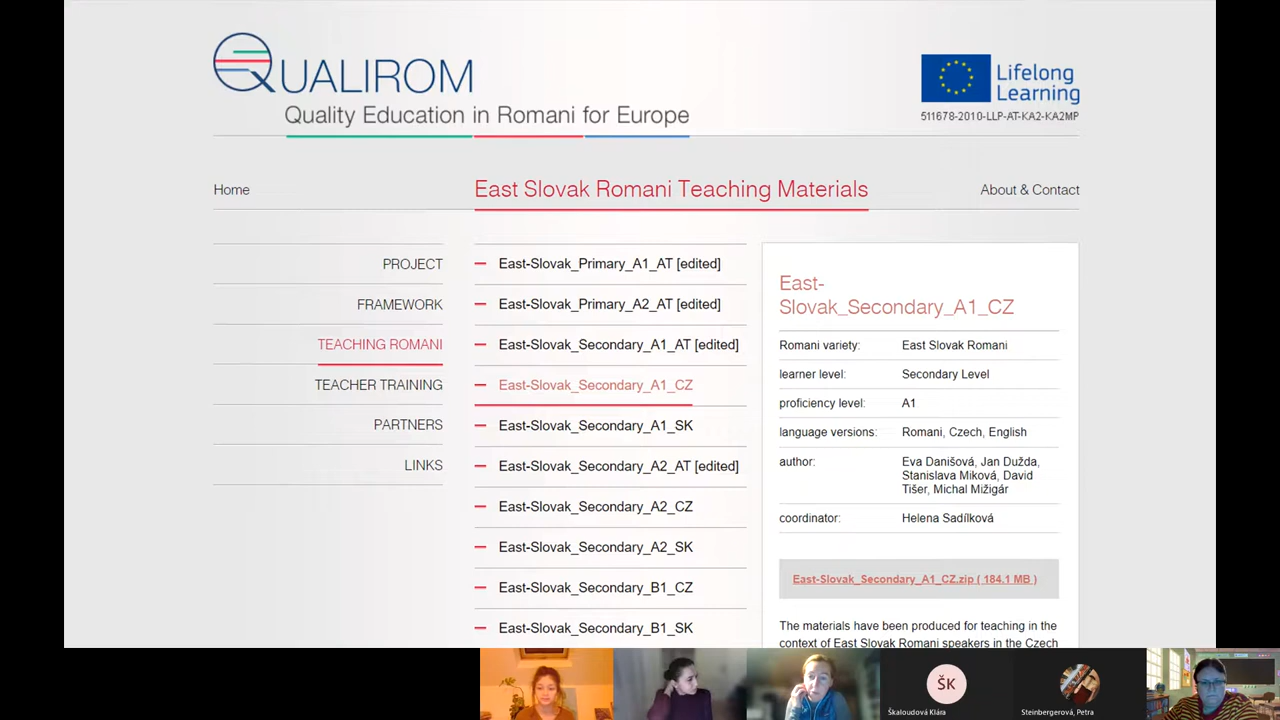 QUALIROM
Quality Education in Romani for Europe
Lifelong
Learning
511678-2010-LLP-AT-KA2-KA2MP
Home
East Slovak Romani Teaching Materials
About & Contact
PROJECT
FRAMEWORK
TEACHING ROMANI
TEACHER TRAINING
PARTNERS
LINKS
East-Slovak_Primary_A1_AT [edited]
East-Slovak_Primary_A2_AT [edited]
East-Slovak_Secondary_A1_AT [edited]
East-Slovak_Secondary_A1_CZ
East-Slovak_Secondary_A1_SK
East-Slovak_Secondary_A2_AT [edited]
East-Slovak_Secondary_A2_CZ
East-Slovak_Secondary_A2_SK
East-Slovak_Secondary_B1_CZ
East-Slovak_Secondary_B1_SK
East-
Slovak_Secondary_A1_CZ
Romani variety: East Slovak Romani
learner level: Secondary Level
proficiency level: A1
language versions: Romani, Czech, English
author: Eva Danišová, Jan Dužda,
Stanislava Miková, David
Tišer, Michal Mižigár
coordinator: Helena Sadílková
East-Slovak_Secondary_A1_CZ.zip ( 184.1 MB )
The materials have been produced for teaching in the
context of East Slovak Romani speakers in the Czech
ŠK
Škaloudová Klára
Steinbergerová, Petra